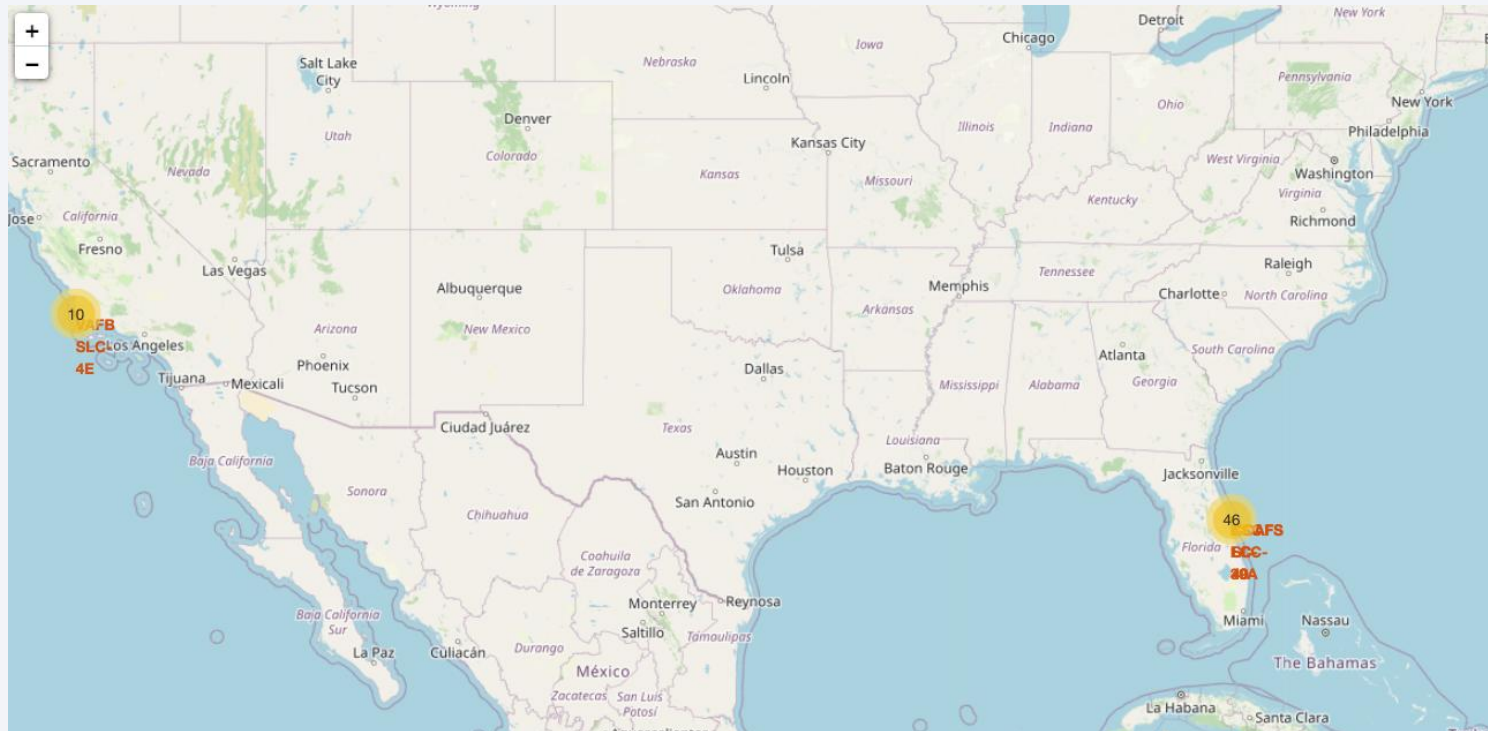 Wyoming
Detroit
New York
Chicago
Iowa
Salt Lake
City
Nebraska
Lincoln
Pennsylvania
New York
Ohio
Denver
Utah
Illinois
Indiana
Philadelphia
Kansas City
Sacramento
Nevada
Colorado
West Virginia
Washington
Kansas
Missouri
Virginia
Jose
California
Kentucky
Richmond
Fresno
Tulsa
Las Vegas
Raleigh
Tennessee
Albuquerque
Oklahoma
Memphis
Charlotte
North Carolina
10
VAFB
SLC-
4E
Arizona
New Mexico
Arkansas
Los Angeles
South Carolina
Phoenix
Atlanta
Dallas
Tijuana
Mexicali
Tucson
Mississippi
Alabama
Georgia
Ciudad Juárez
Texas
Louisiana
Baja California
Austin
Houston
Baton Rouge
Jacksonville
Sonora
San Antonio
Chihuahua
46
Florida
Coahuila
de Zaragoza
Monterrey
Reynosa
Baja California
Sur
Saltillo
Tamaulipas
Miami
Nassau
La Paz
Culiacán
Durango
México
The Bahamas
Zacatecas
San Luis
Potosí
La Habana
Santa Clara
+
−